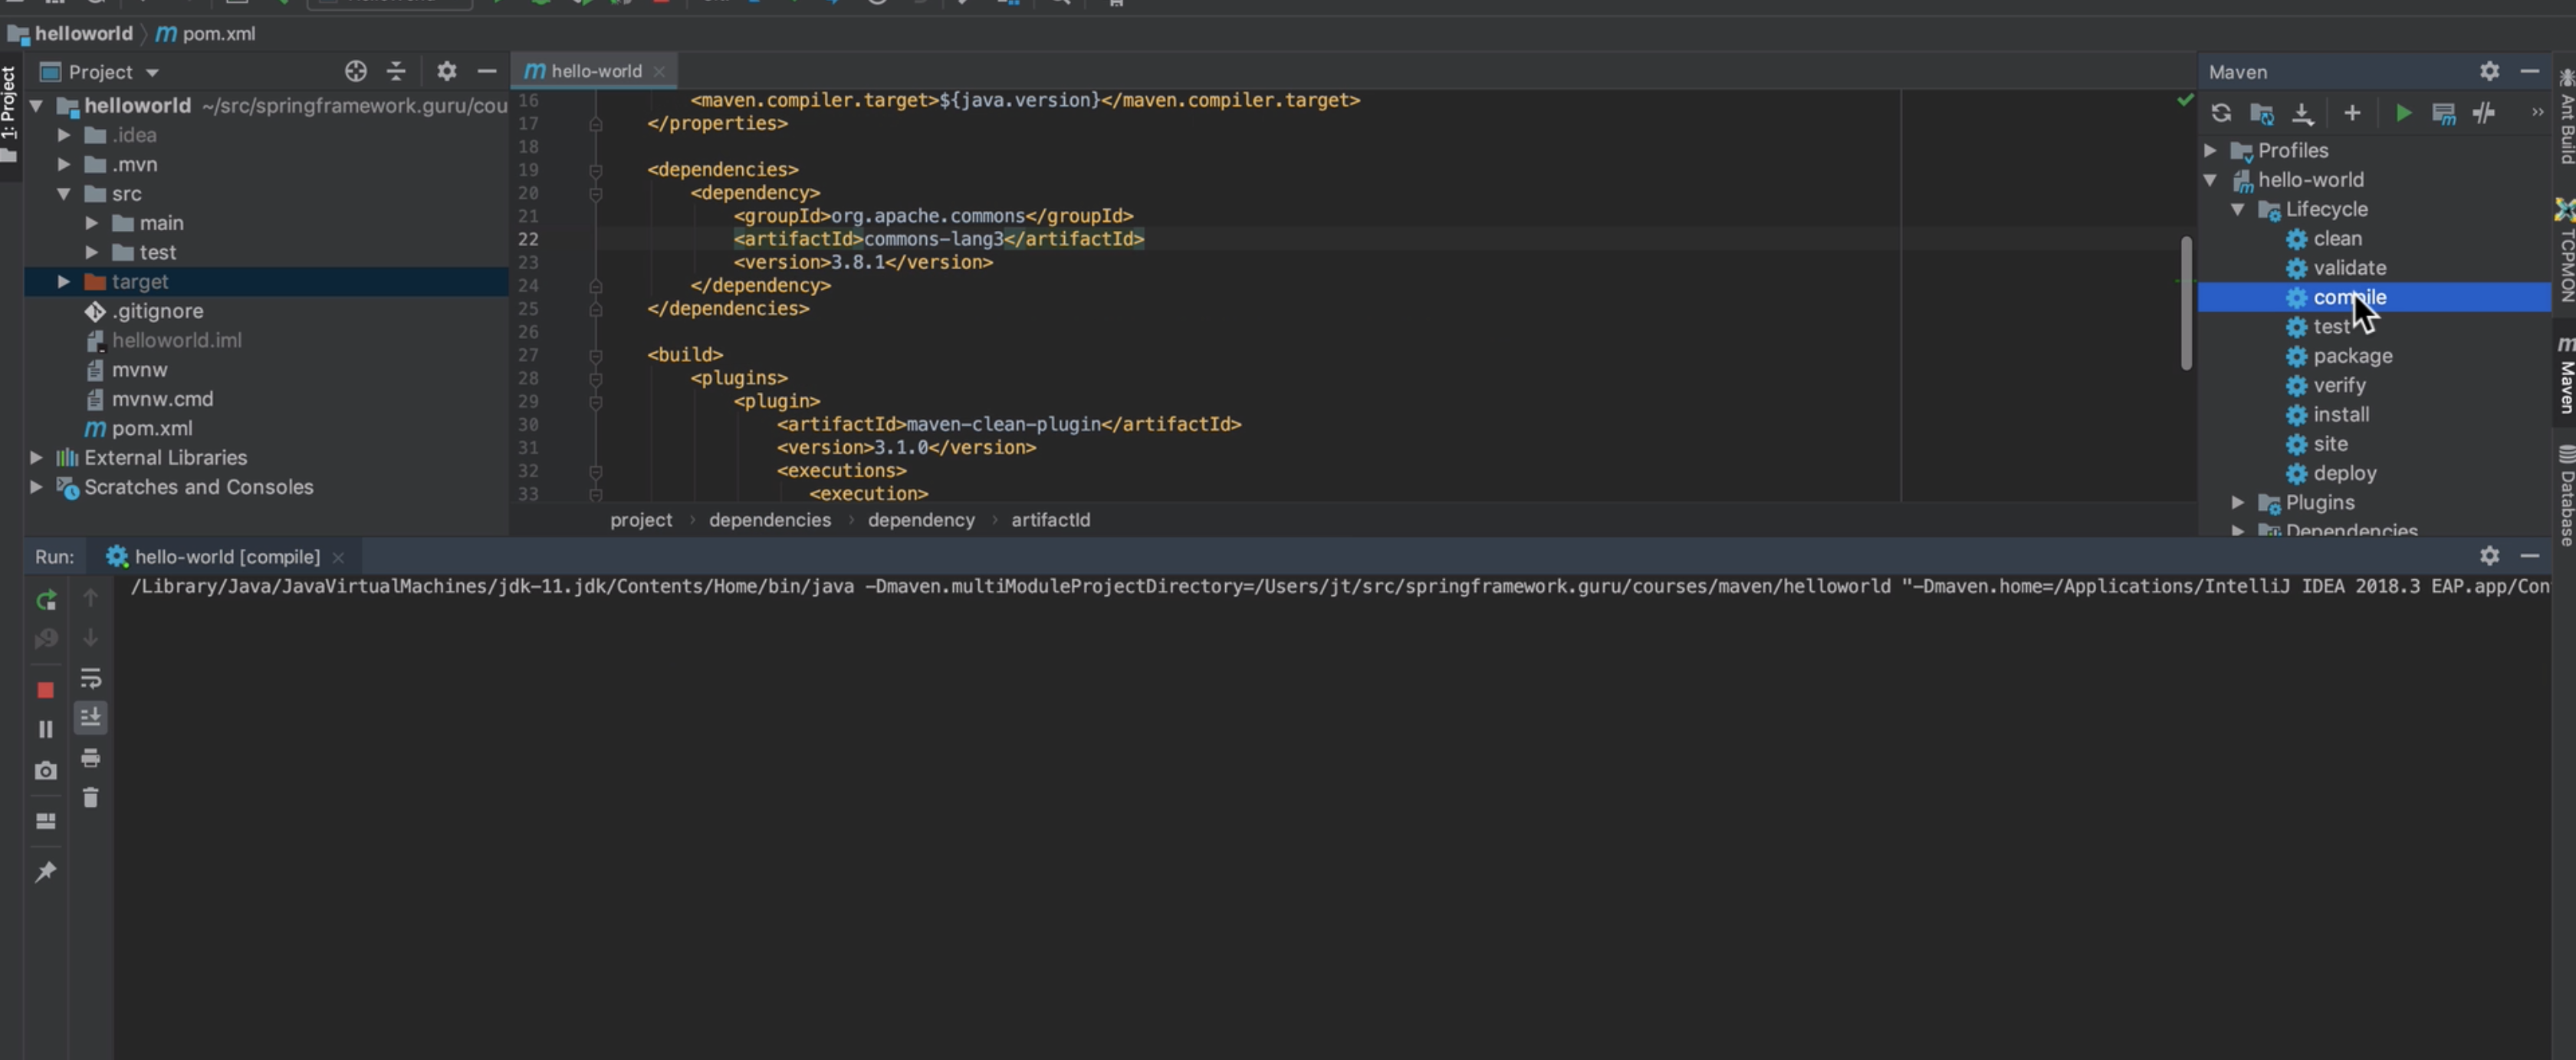 helloworld pom.xml
1: Project
Project
helloworld ~/src/springframework.guru/cou
.idea
.mvn
src
main
test
target
.gitignore
helloworld.iml
mvnw
mvnw.cmd
pom.xml
External Libraries
Scratches and Consoles
hello-world
16 <maven.compiler.target>${java.version}</maven.compiler.target>
17 </properties>
18
19 <dependencies>
20 <dependency>
21 <groupId>org.apache.commons</groupId>
22 <artifactId>commons-lang3</artifactId>
23 <version>3.8.1</version>
24 </dependency>
25 </dependencies>
26
27 <build>
28 <plugins>
29 <plugin>
30 <artifactId>maven-clean-plugin</artifactId>
31 <version>3.1.0</version>
32 <executions>
33 <execution>
project › dependencies › dependency › artifactId
Maven
Profiles
hello-world
Lifecycle
clean
validate
compile
test
package
verify
install
site
deploy
Plugins
Dependencies
Ant Build
TCPMON
Maven
Database
Run: hello-world [compile]
/Library/Java/JavaVirtualMachines/jdk-11.jdk/Contents/Home/bin/java -Dmaven.multiModuleProjectDirectory=/Users/jt/src/springframework.guru/courses/maven/helloworld "-Dmaven.home=/Applications/IntelliJ IDEA 2018.3 EAP.app/Con